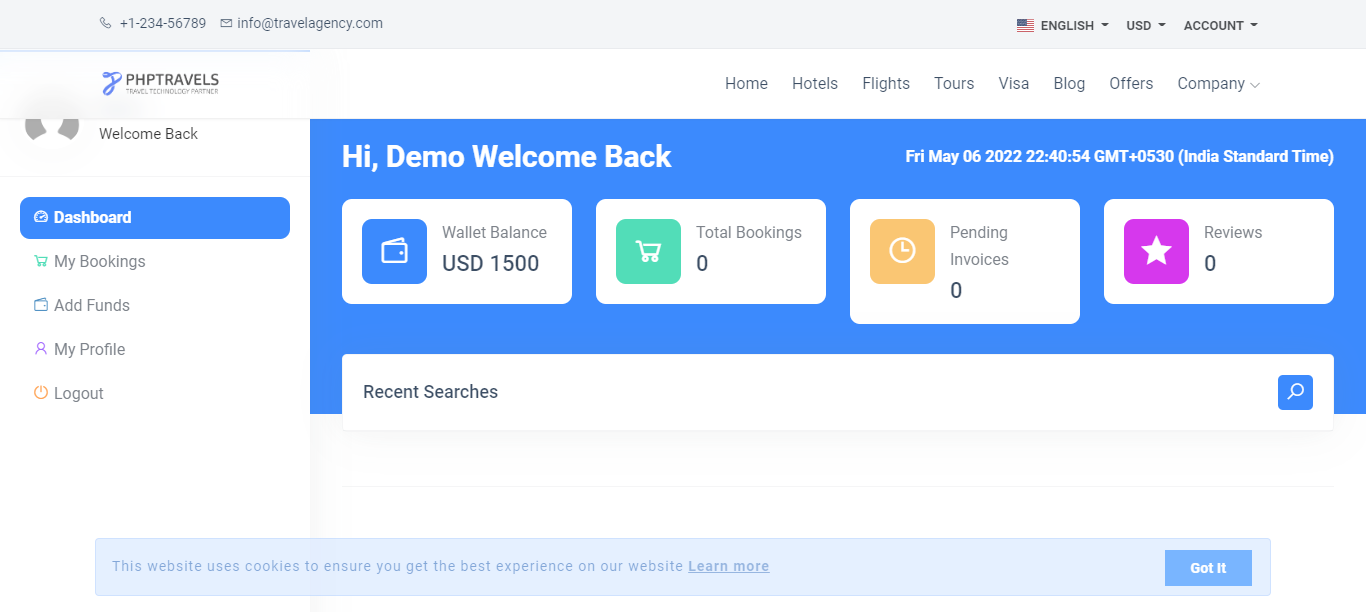 +1-234-56789 info@travelagency.com ENGLISH USD ACCOUNT
PHPTRAVELS
TRAVEL TECHNOLOGY PARTNER
Home Hotels Flights Tours Visa Blog Offers Company
Welcome Back
Hi, Demo Welcome Back
Fri May 06 2022 22:40:54 GMT+0530 (India Standard Time)
Dashboard
My Bookings
Add Funds
My Profile
Logout
Wallet Balance
USD 1500
Total Bookings
0
Pending
Invoices
0
Reviews
0
Recent Searches
This website uses cookies to ensure you get the best experience on our website Learn more
Got It